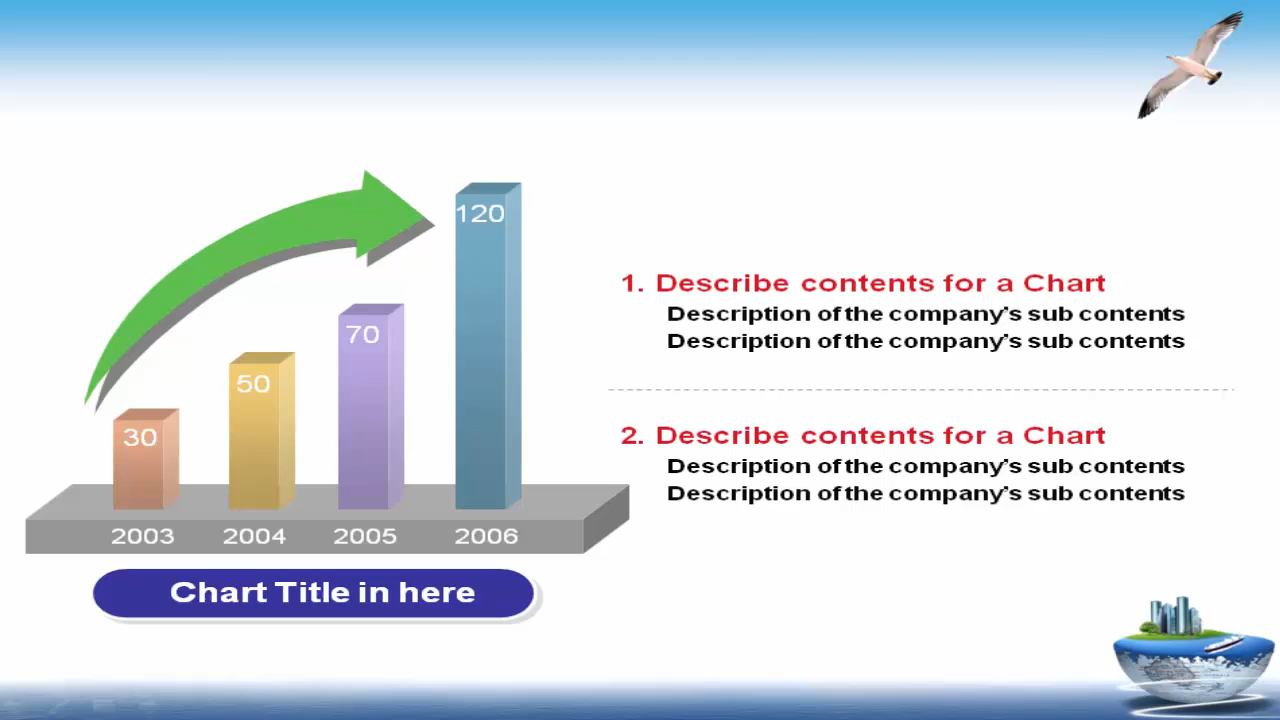 120
70
50
30
2003 2004 2005 2006
Chart Title in here
1. Describe contents for a Chart
Description of the company's sub contents
Description of the company's sub contents
2. Describe contents for a Chart
Description of the company's sub contents
Description of the company's sub contents